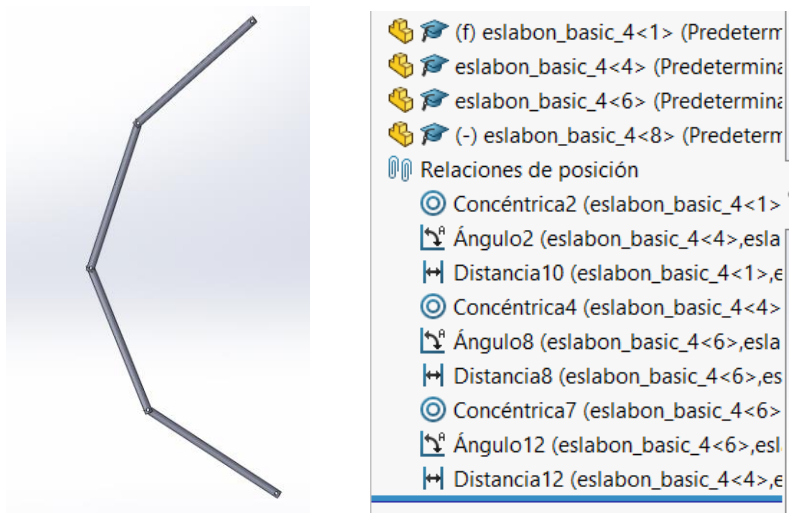 (f) eslabon_basic_4<1> (Predeterm
eslabon_basic_4<4> (Predetermina
eslabon_basic_4<6> (Predetermina
(-) eslabon_basic_4<8> (Predeterm
Relaciones de posición
Concéntrica2 (eslabon_basic_4<1>
Ángulo2 (eslabon_basic_4<4>,esla
Distancia10 (eslabon_basic_4<1>,e
Concéntrica4 (eslabon_basic_4<4>
Ángulo8 (eslabon_basic_4<6>,esla
Distancia8 (eslabon_basic_4<6>,es
Concéntrica7 (eslabon_basic_4<6>
Ángulo12 (eslabon_basic_4<6>,esl
Distancia12 (eslabon_basic_4<4>,e